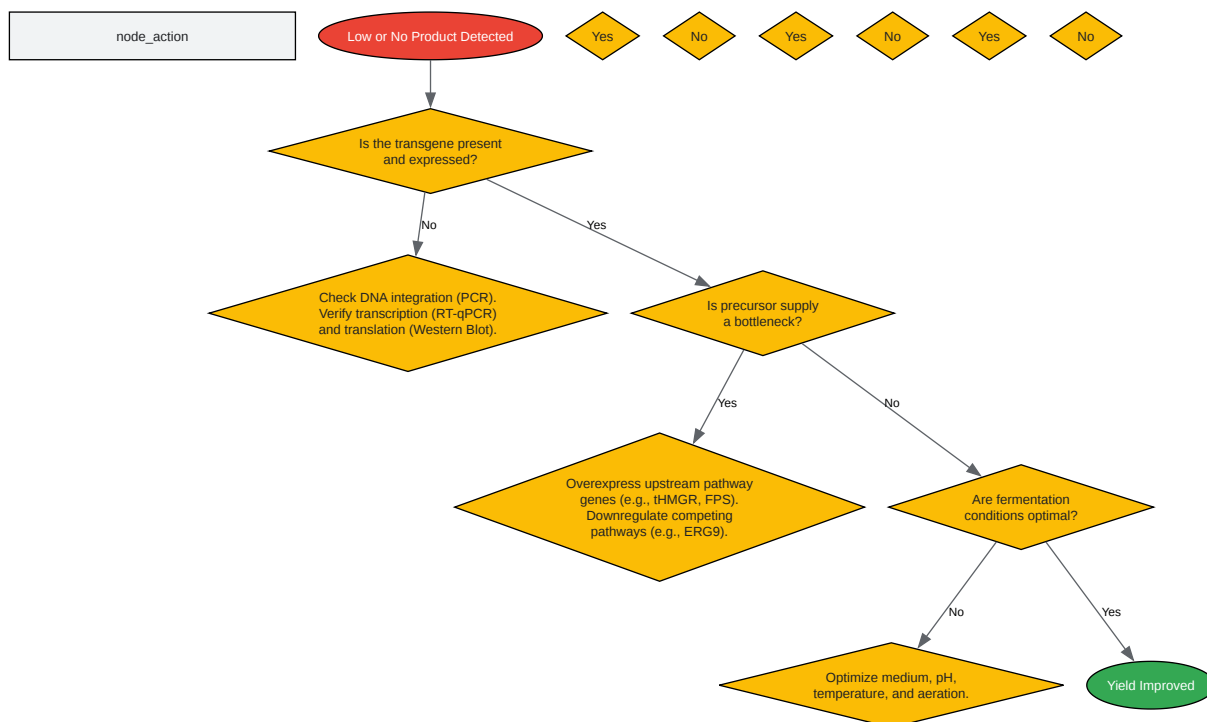 node_action
Low or No Product Detected
Yes
No
Yes
No
Yes
No
Is the transgene present
and expressed?
No
Yes
Check DNA integration (PCR).
Verify transcription (RT-qPCR)
and translation (Western Blot).
Is precursor supply
a bottleneck?
Yes
No
Overexpress upstream pathway
genes (e.g., tHMGR, FPS).
Downregulate competing
pathways (e.g., ERG9).
Are fermentation
conditions optimal?
No
Yes
Optimize medium, pH,
temperature, and aeration.
Yield Improved